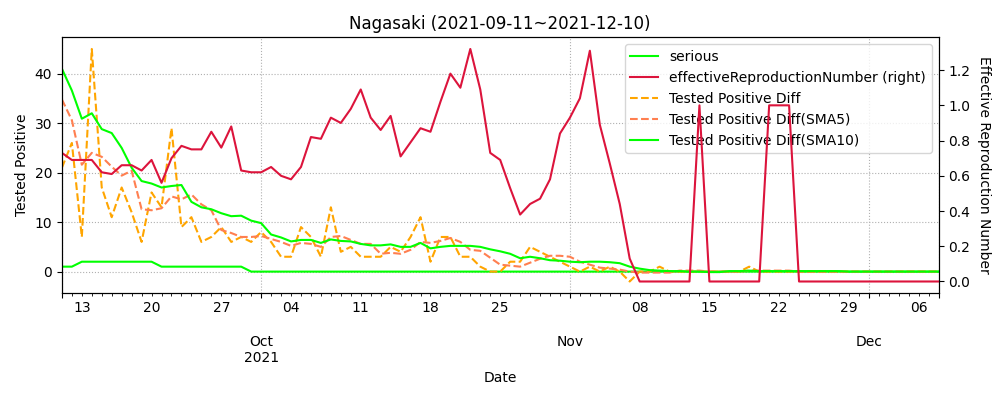 Nagasaki (2021-09-11~2021-12-10)
serious
effectiveReproductionNumber (right)
Tested Positive Diff
Tested Positive Diff(SMA5)
Tested Positive Diff(SMA10)
Tested Positive
40
30
20
10
0
Effective Reproduction Number
1.2
1.0
0.8
0.6
0.4
0.2
0.0
13 20 27 04 11 18 25 08 15 22 29 06
Oct Nov Dec
2021
Date